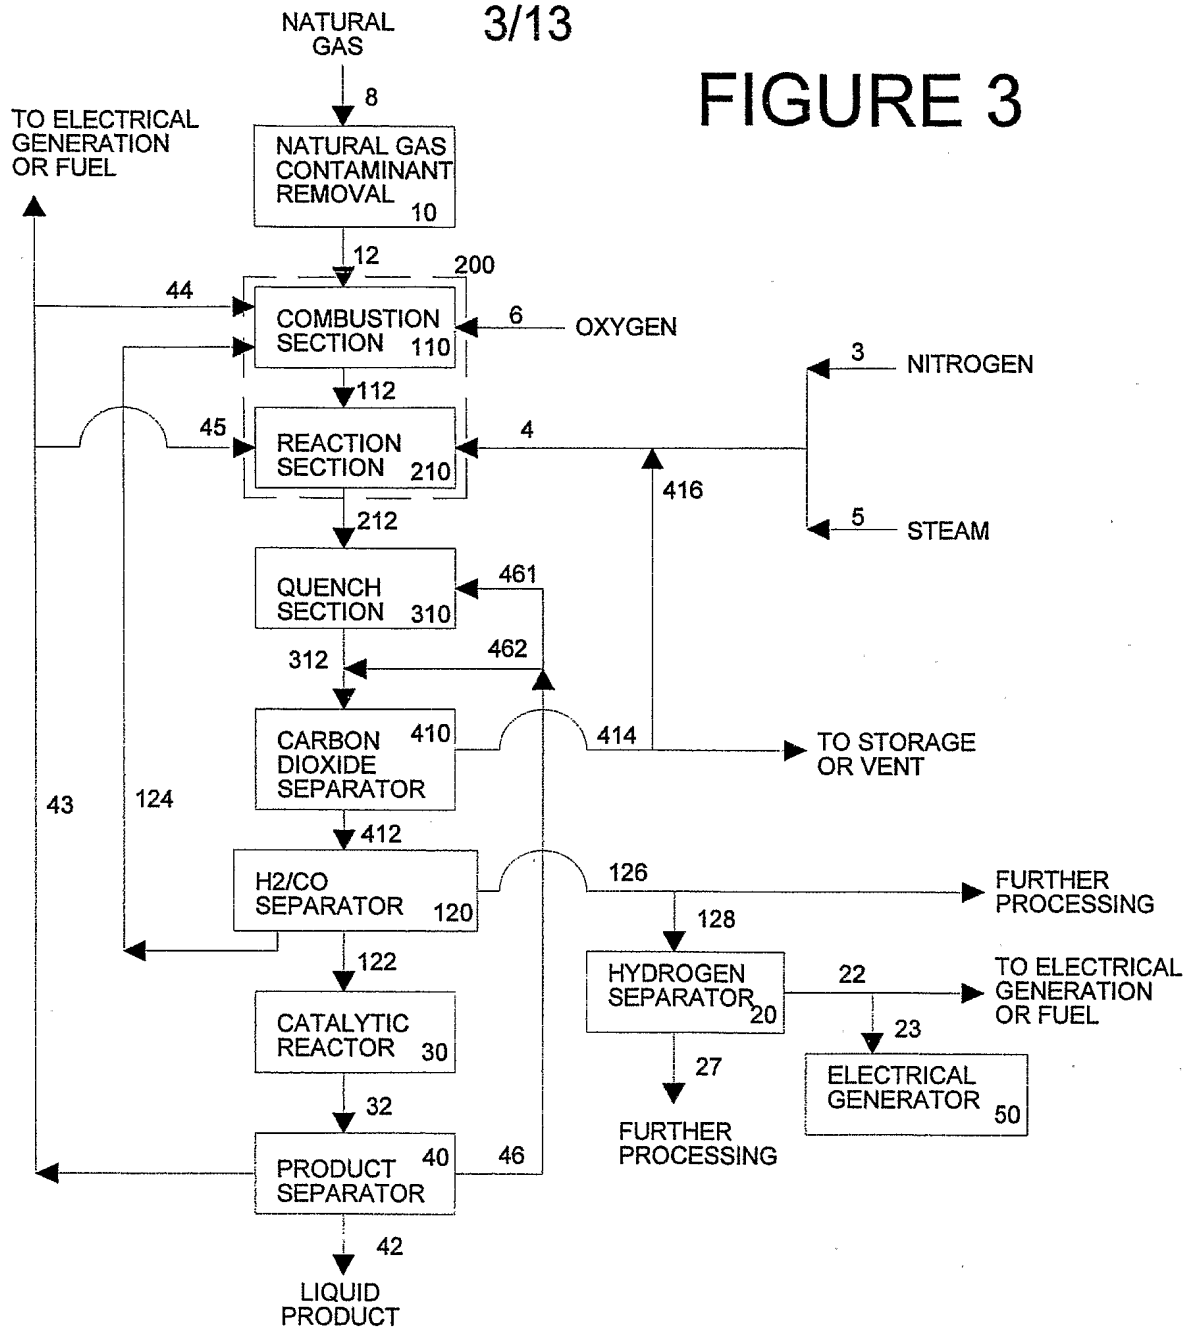 3/13
FIGURE 3
NATURAL
GAS
8
TO ELECTRICAL
GENERATION
OR FUEL
NATURAL GAS
CONTAMINANT
REMOVAL
10
12
200
44
COMBUSTION
SECTION
110
6
OXYGEN
3
NITROGEN
112
45
REACTION
SECTION
210
4
416
212
5
STEAM
QUENCH
SECTION
310
461
312
462
CARBON
DIOXIDE
SEPARATOR
410
414
TO STORAGE
OR VENT
43
124
412
H2/CO
SEPARATOR
120
126
FURTHER
PROCESSING
128
122
HYDROGEN
SEPARATOR
20
22
TO ELECTRICAL
GENERATION
OR FUEL
23
CATALYTIC
REACTOR
30
27
ELECTRICAL
GENERATOR
50
32
FURTHER
PROCESSING
PRODUCT
SEPARATOR
40
46
42
LIQUID
PRODUCT